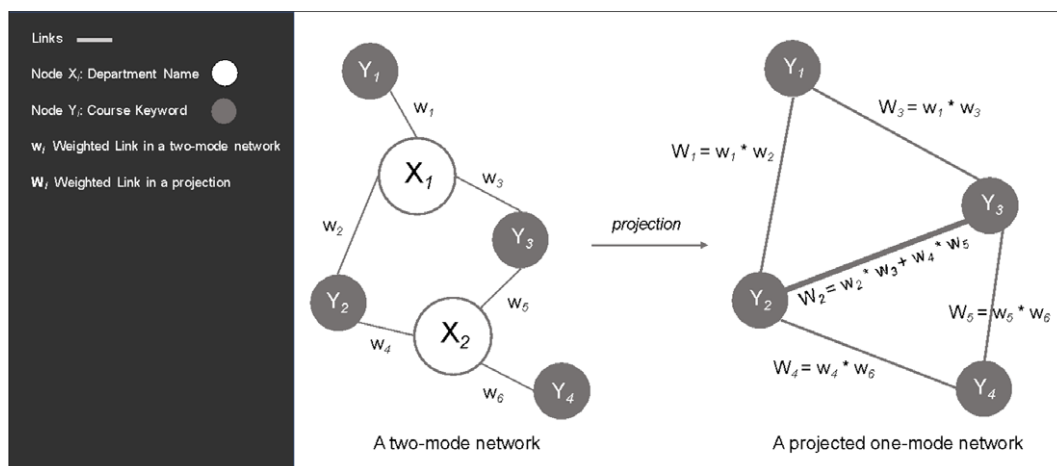 Links
Node Xᵢ: Department Name
Node Yᵢ: Course Keyword
wᵢ Weighted Link in a two-mode network
Wᵢ Weighted Link in a projection
Y₁
w₁
X₁
w₃
w₂
Y₃
Y₂
w₅
X₂
w₄
w₆
Y₄
A two-mode network
projection
Y₁
W₃ = w₁ * w₃
W₁ = w₁ * w₂
Y₃
W₂ = w₂ * w₃ + w₄ * w₅
Y₂
W₅ = w₅ * w₆
W₄ = w₄ * w₆
Y₄
A projected one-mode network